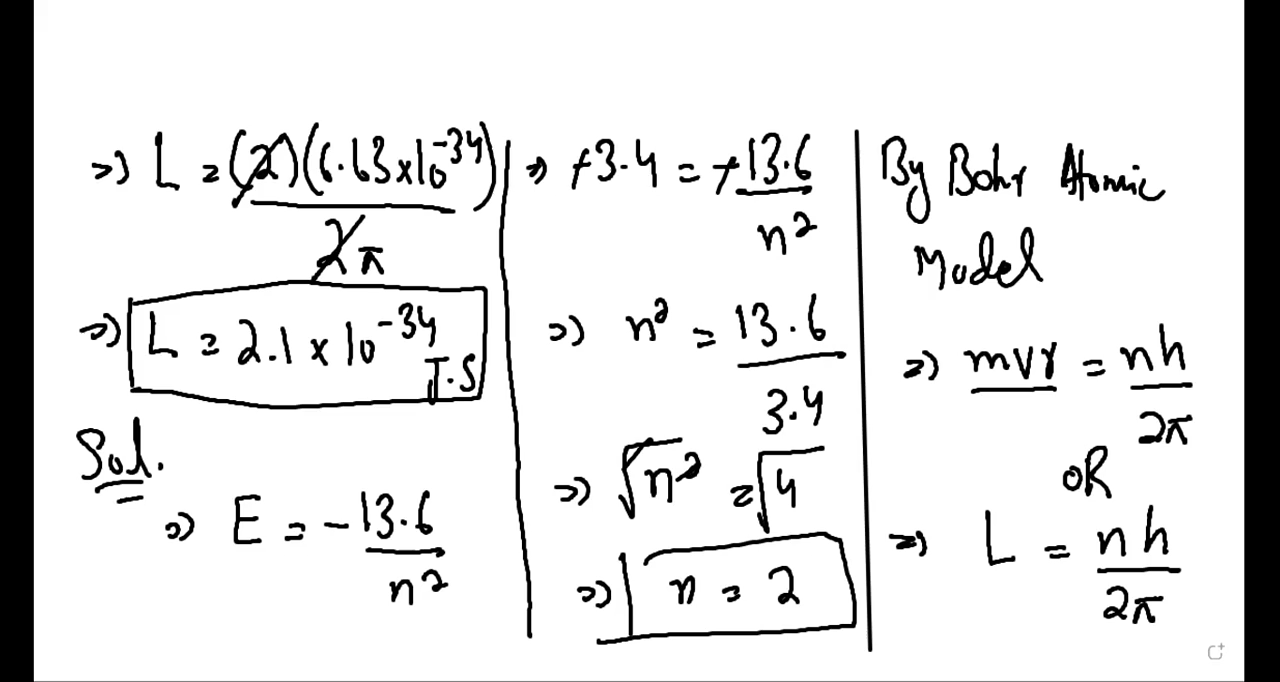 => L = (2)(6.63x10^-34)
2π
=> L = 2.1 x 10^-34
J.S
Sol.
=> E = -13.6
n²
=> +3.4 = +13.6
n²
=> n² = 13.6
3.4
=> √n² = √4
=> n = 2
By Bohr Atomic
Model
=> mvr = nh
2π
OR
=> L = nh
2π